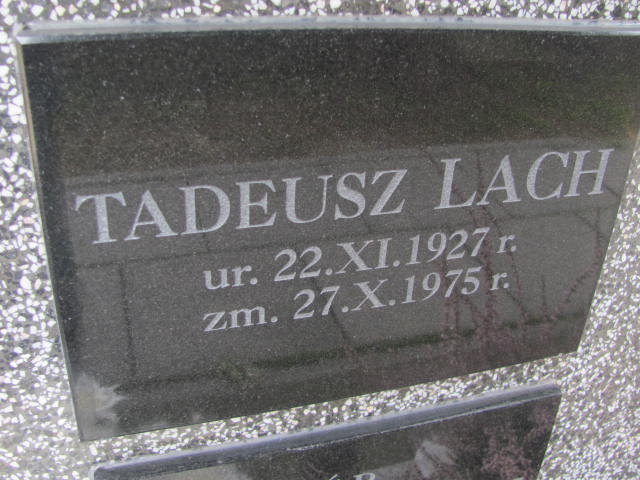 TADEUSZ LACH
ur. 22.XI.1927 r.
zm. 27.X.1975 r.